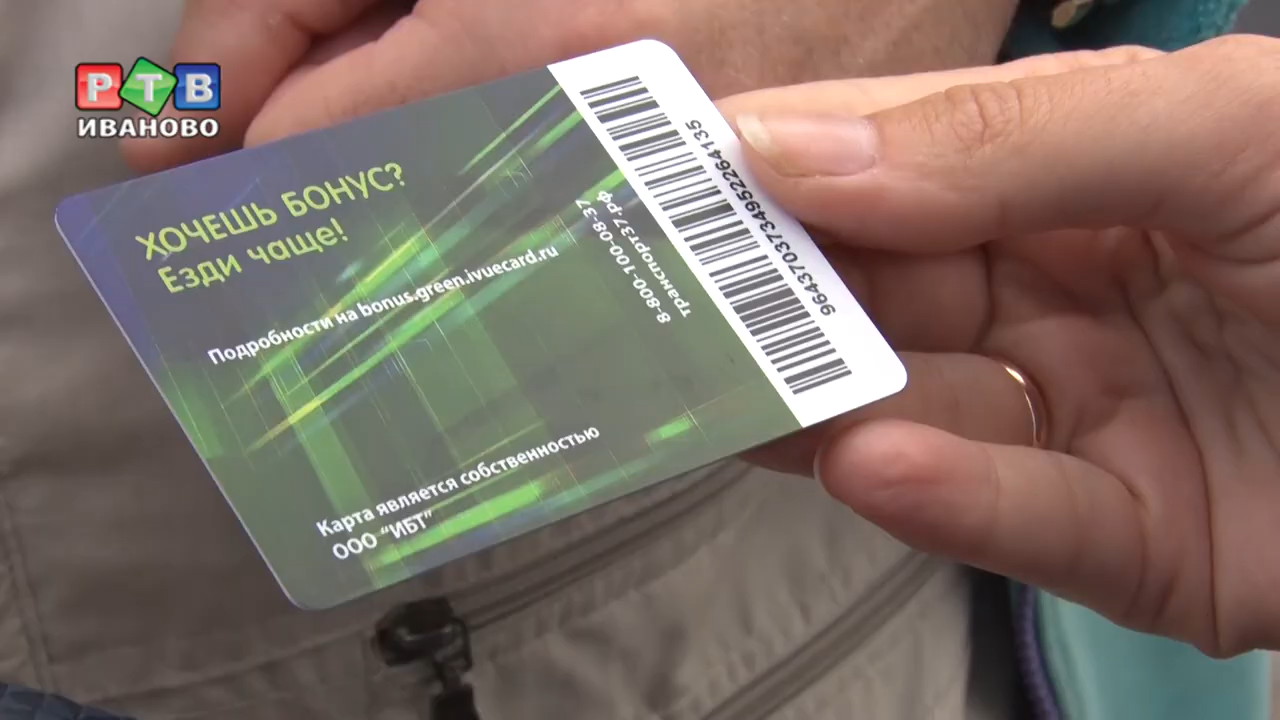 РТВ
ИВАНОВО
ХОЧЕШЬ БОНУС?
Езди чаще!
Подробности на bonus.green.ivuecard.ru
Карта является собственностью
ООО “ИБТ”
транспорт37.рф
8-800-100-08-37
9643703734952264135